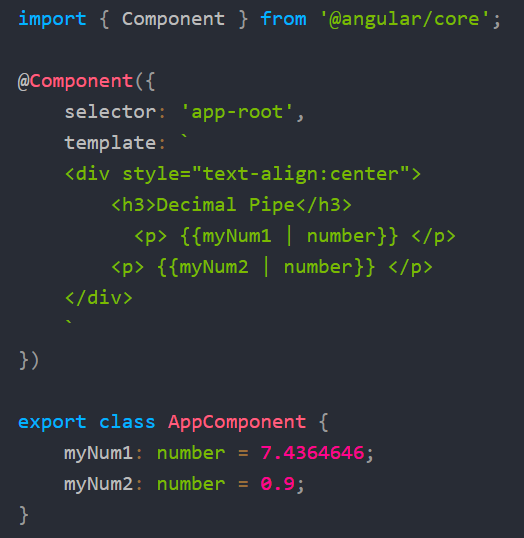 import { Component } from '@angular/core';
@Component({
    selector: 'app-root',
    template: `
    <div style="text-align:center">
        <h3>Decimal Pipe</h3>
          <p> {{myNum1 | number}} </p>
        <p> {{myNum2 | number}} </p>
    </div>
    `
})
export class AppComponent {
    myNum1: number = 7.4364646;
    myNum2: number = 0.9;
}